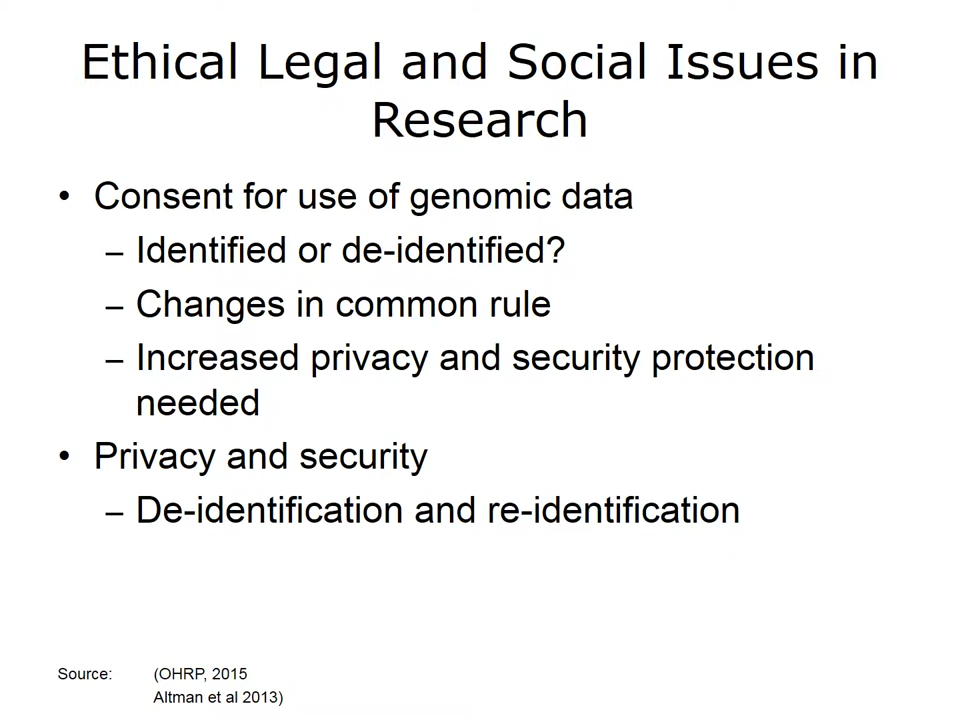 Ethical Legal and Social Issues in
Research
• Consent for use of genomic data
– Identified or de-identified?
– Changes in common rule
– Increased privacy and security protection
needed
• Privacy and security
– De-identification and re-identification
Source: (OHRP, 2015
Altman et al 2013)